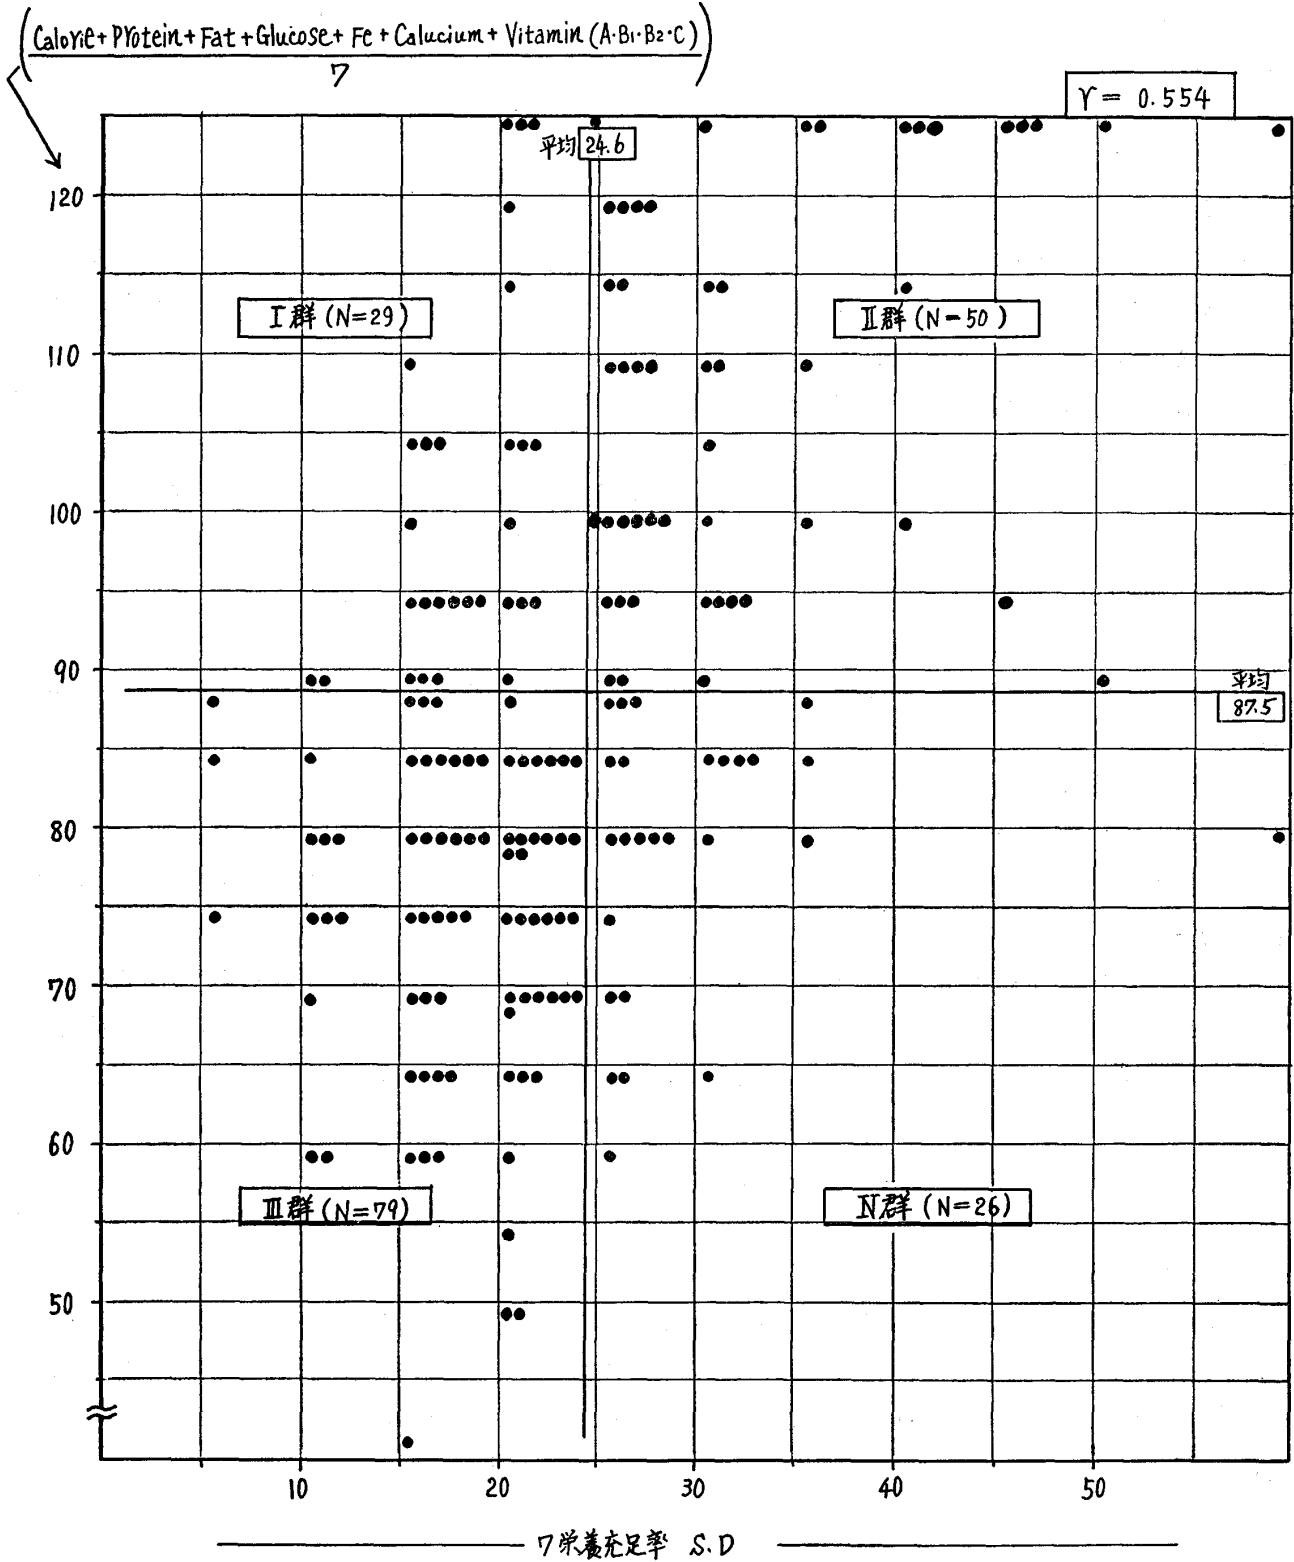 Calorie+Protein+Fat+Glucose+Fe+Calucium+Vitamin(A·B₁·B₂·C)
7
γ = 0.554
平均 24.6
120
I群(N=29)
II群(N-50)
110
100
90
平均
87.5
80
70
60
III群(N=79)
IV群(N=26)
50
10 20 30 40 50
7栄養充足率 S.D